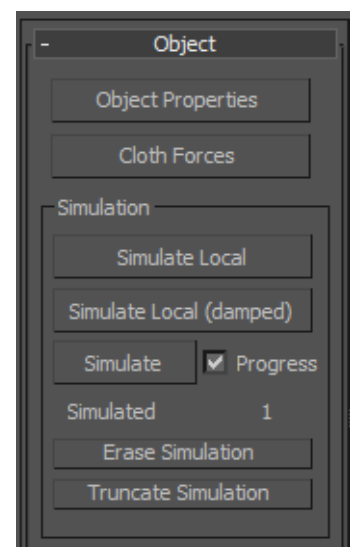 - Object
Object Properties
Cloth Forces
Simulation
Simulate Local
Simulate Local (damped)
Simulate Progress
Simulated 1
Erase Simulation
Truncate Simulation